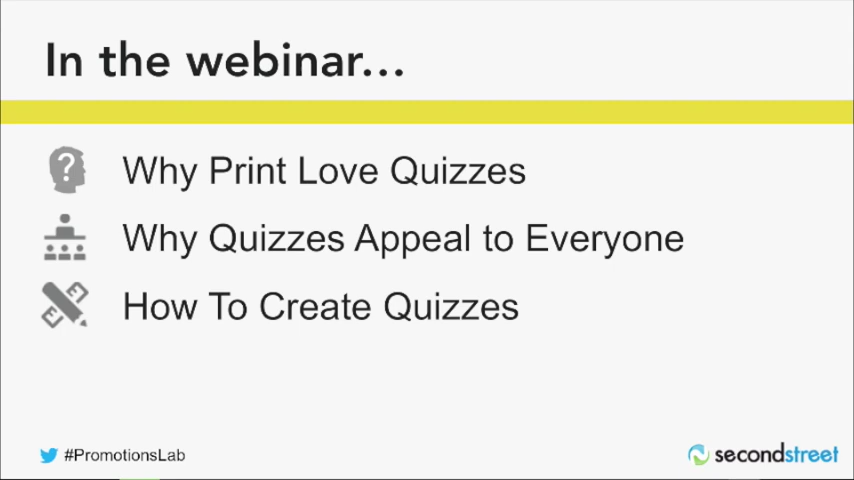 In the webinar...
Why Print Love Quizzes
Why Quizzes Appeal to Everyone
How To Create Quizzes
#PromotionsLab
secondstreet